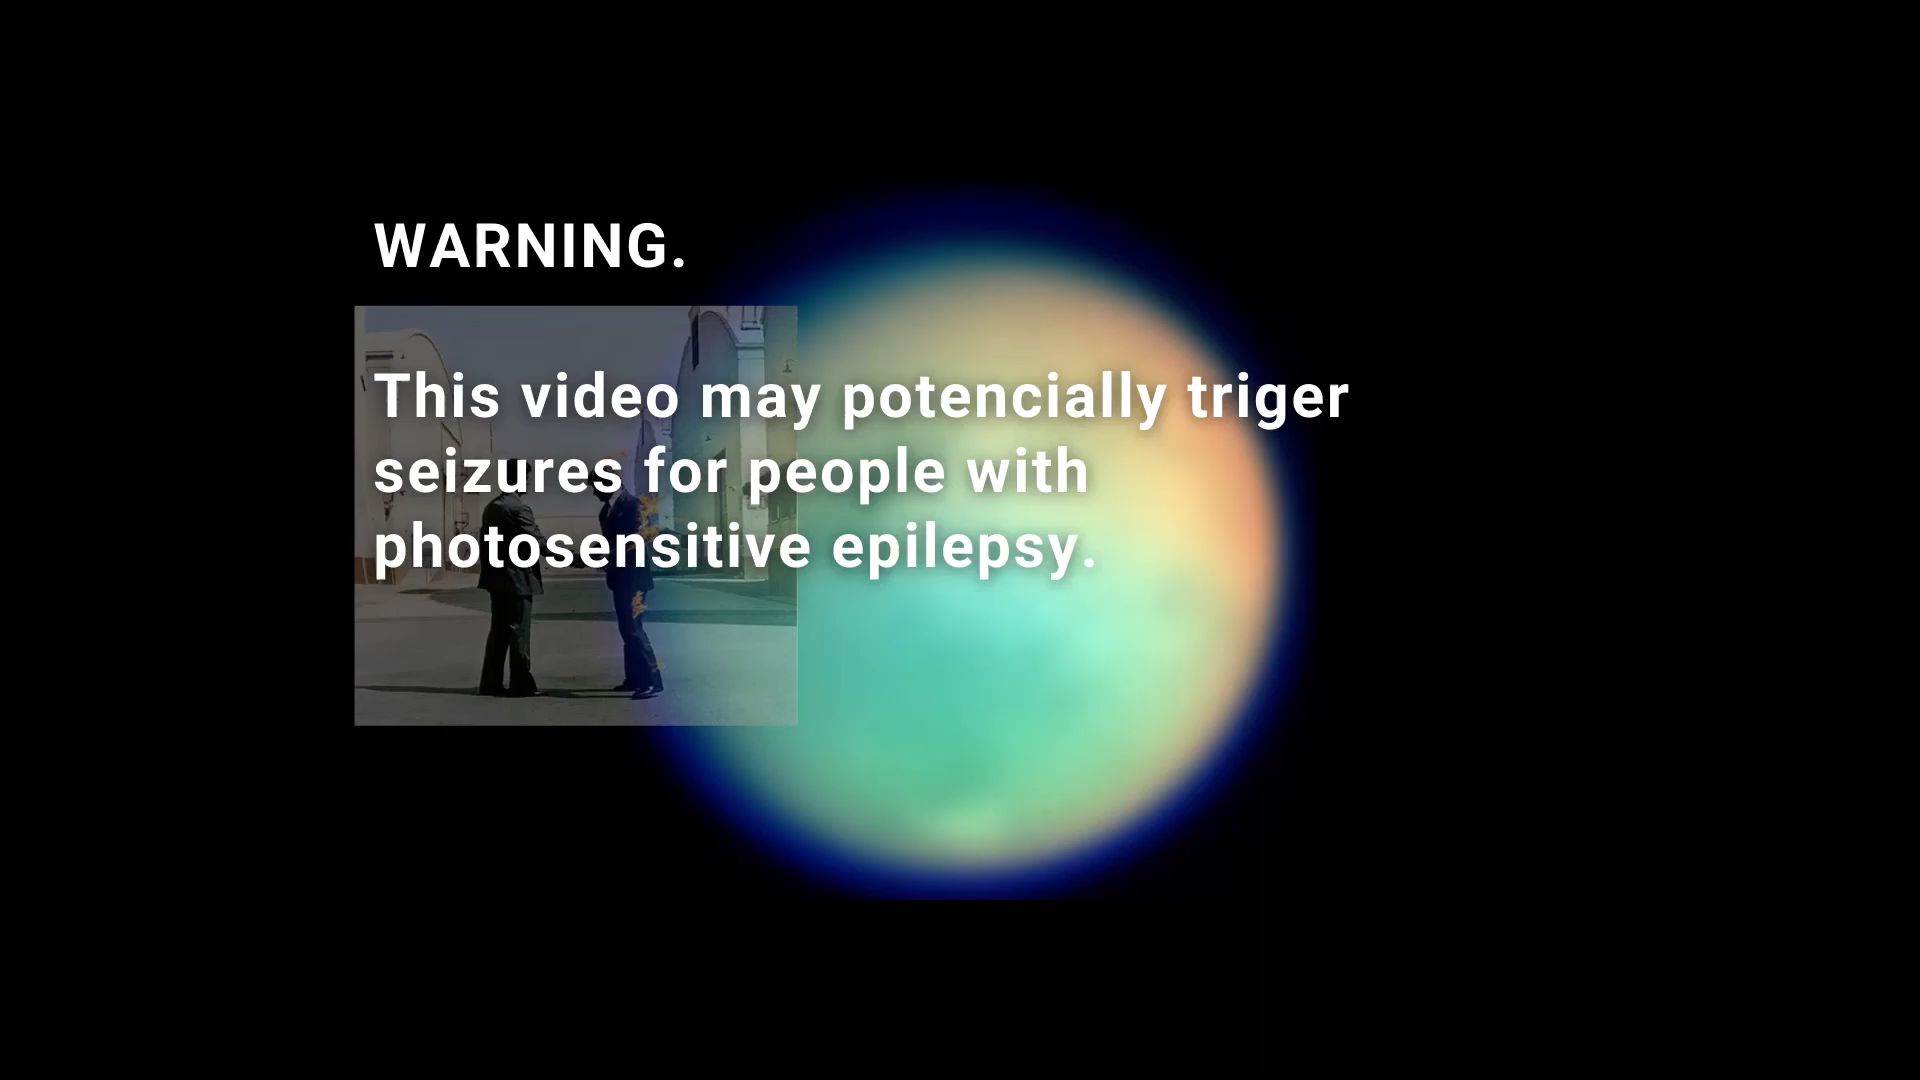 WARNING.
This video may potencially triger
seizures for people with
photosensitive epilepsy.